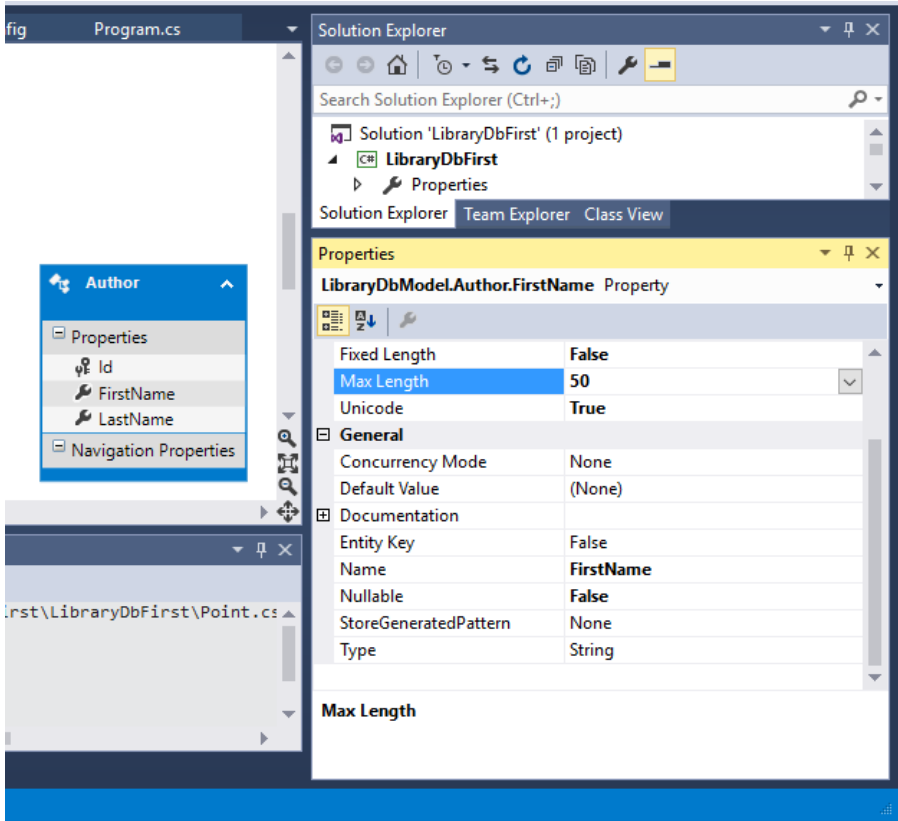 fig Program.cs
Author
Properties
Id
FirstName
LastName
Navigation Properties
irst\LibraryDbFirst\Point.cs
Solution Explorer
Search Solution Explorer (Ctrl+;)
Solution 'LibraryDbFirst' (1 project)
C# LibraryDbFirst
Properties
Solution Explorer Team Explorer Class View
Properties
LibraryDbModel.Author.FirstName Property
Fixed Length False
Max Length 50
Unicode True
General
Concurrency Mode None
Default Value (None)
Documentation
Entity Key False
Name FirstName
Nullable False
StoreGeneratedPattern None
Type String
Max Length